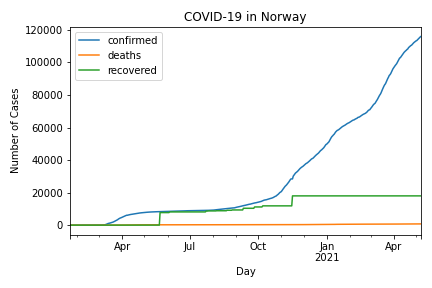 COVID-19 in Norway
confirmed
deaths
recovered
Number of Cases
120000
100000
80000
60000
40000
20000
0
Apr
Jul
Oct
Jan
2021
Apr
Day